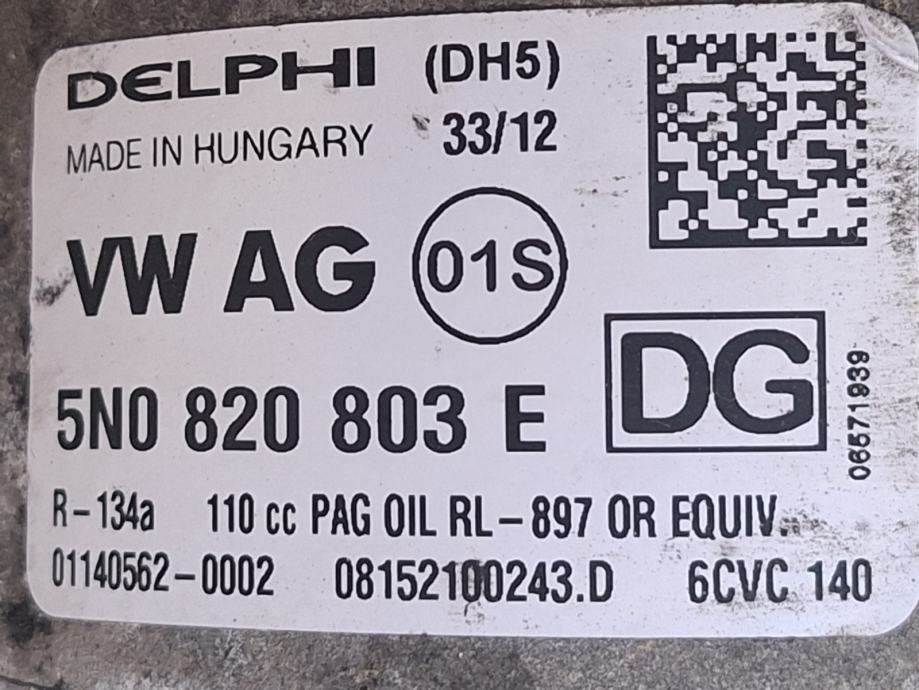 DELPHI (DH5)
MADE IN HUNGARY 33/12
VW AG 01S
DG
5N0 820 803 E
06571939
R-134a 110 cc PAG OIL RL-897 OR EQUIV.
01140562-0002 08152100243.D 6CVC 140